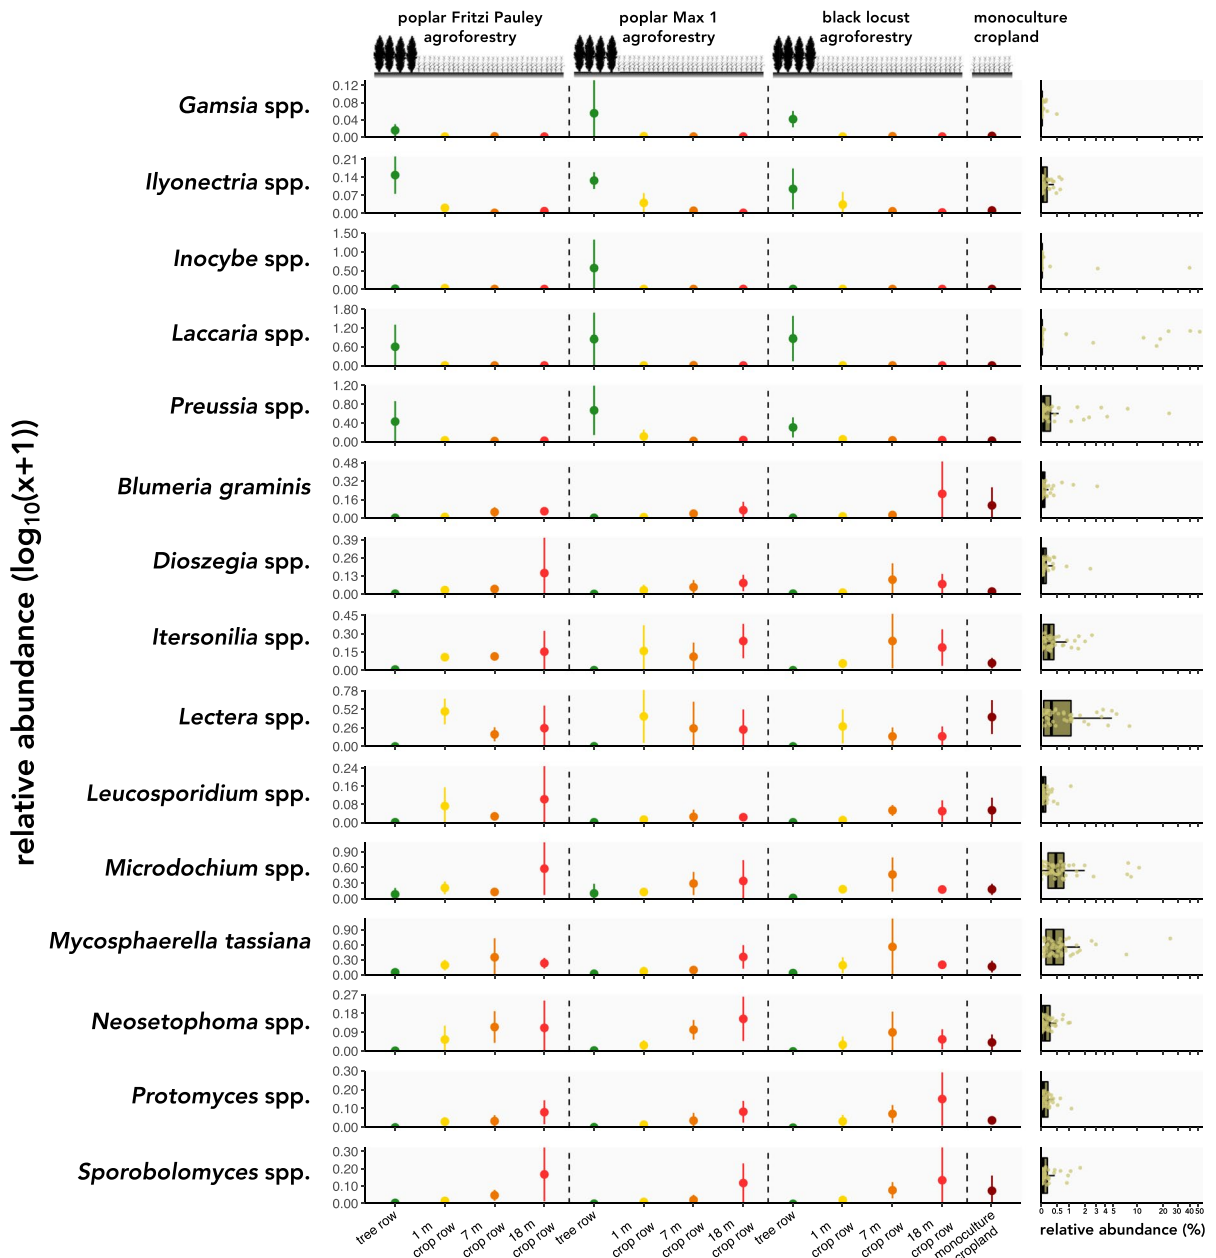 poplar Fritzi Pauley
agroforestry
poplar Max 1
agroforestry
black locust
agroforestry
monoculture
cropland
relative abundance (log10(x+1))
Gamsia spp.
0.12
0.08
0.04
0.00
Ilyonectria spp.
0.21
0.14
0.07
0.00
Inocybe spp.
1.50
1.00
0.50
0.00
Laccaria spp.
1.80
1.20
0.60
0.00
Preussia spp.
1.20
0.80
0.40
0.00
Blumeria graminis
0.48
0.32
0.16
0.00
Dioszegia spp.
0.39
0.26
0.13
0.00
Itersonilia spp.
0.45
0.30
0.15
0.00
Lectera spp.
0.78
0.52
0.26
0.00
Leucosporidium spp.
0.24
0.16
0.08
0.00
Microdochium spp.
0.90
0.60
0.30
0.00
Mycosphaerella tassiana
0.90
0.60
0.30
0.00
Neosetophoma spp.
0.27
0.18
0.09
0.00
Protomyces spp.
0.30
0.20
0.10
0.00
Sporobolomyces spp.
0.30
0.20
0.10
0.00
tree row
1 m
crop row
7 m
crop row
18 m
crop row
tree row
1 m
crop row
7 m
crop row
18 m
crop row
tree row
1 m
crop row
7 m
crop row
18 m
crop row
monoculture
cropland
0 0.5 1 2 3 4 5 10 20 30 40 50
relative abundance (%)